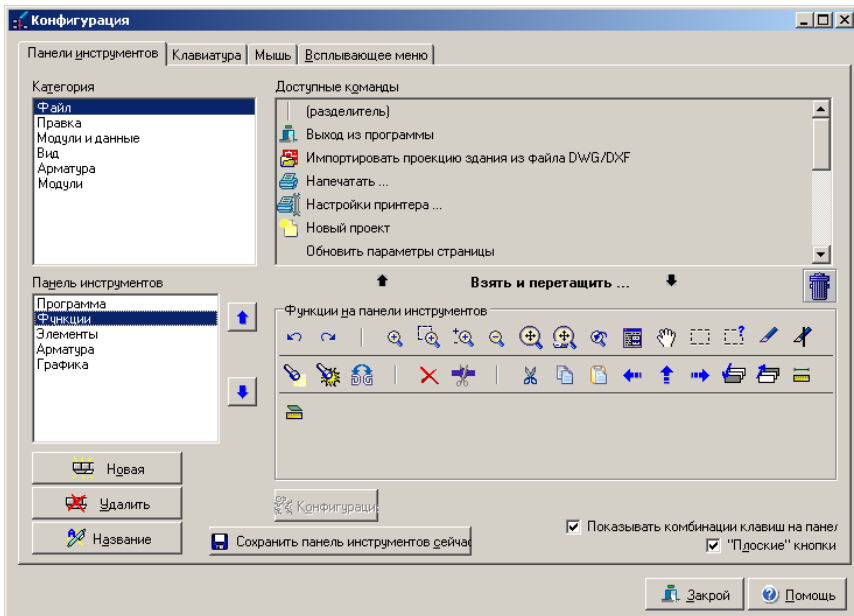 Конфигурация
Панели инструментов
Клавиатура
Мышь
Всплывающее меню
Категория
Файл
Правка
Модули и данные
Вид
Арматура
Модули
Доступные команды
(разделитель)
Выход из программы
Импортировать проекцию здания из файла DWG/DXF
Напечатать ...
Настройки принтера ...
Новый проект
Обновить параметры страницы
Взять и перетащить ...
Панель инструментов
Программа
Функции
Элементы
Арматура
Графика
Функции на панели инструментов
Новая
Удалить
Название
Конфигураци
Сохранить панель инструментов сейчас
Показывать комбинации клавиш на панел
"Плоские" кнопки
Закрой
Помощь